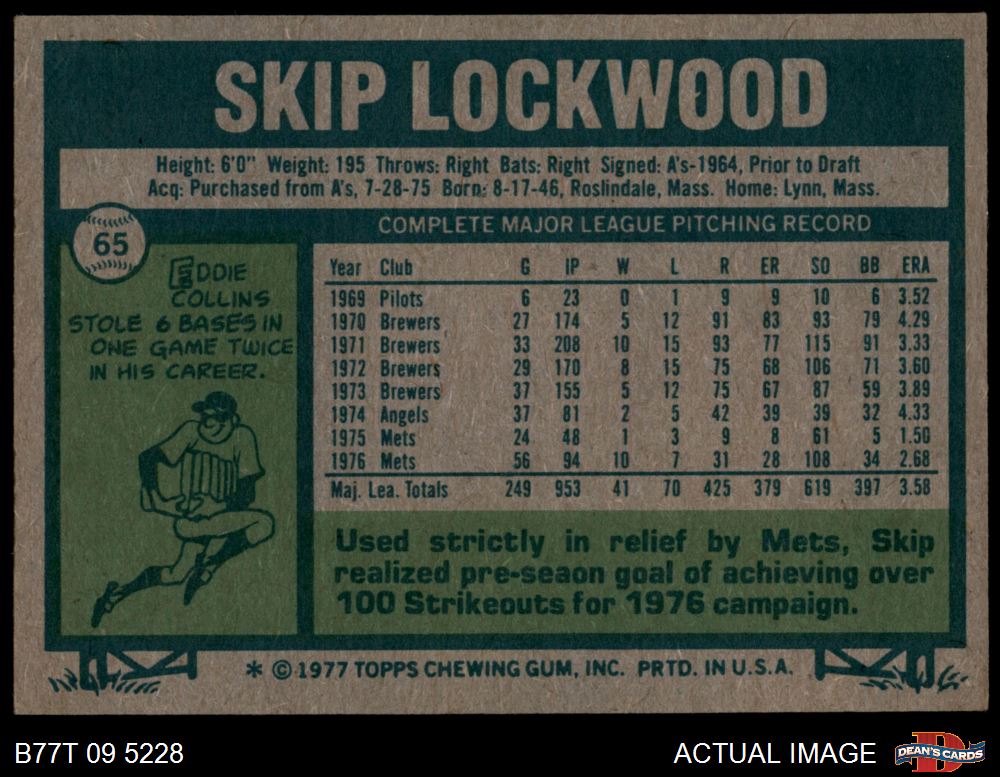 SKIP LOCKWOOD
Height: 6'0" Weight: 195 Throws: Right Bats: Right Signed: A's-1964, Prior to Draft
Acq: Purchased from A's, 7-28-75 Born: 8-17-46, Roslindale, Mass. Home: Lynn, Mass.
65
EDDIE
COLLINS
STOLE 6 BASES IN
ONE GAME TWICE
IN HIS CAREER.
COMPLETE MAJOR LEAGUE PITCHING RECORD
Year Club G IP W L R ER SO BB ERA
1969 Pilots 6 23 0 1 9 9 10 6 3.52
1970 Brewers 27 174 5 12 91 83 93 79 4.29
1971 Brewers 33 208 10 15 93 77 115 91 3.33
1972 Brewers 29 170 8 15 75 68 106 71 3.60
1973 Brewers 37 155 5 12 75 67 87 59 3.89
1974 Angels 37 81 2 5 42 39 39 32 4.33
1975 Mets 24 48 1 3 9 8 61 5 1.50
1976 Mets 56 94 10 7 31 28 108 34 2.68
Maj. Lea. Totals 249 953 41 70 425 379 619 397 3.58
Used strictly in relief by Mets, Skip
realized pre-seaon goal of achieving over
100 Strikeouts for 1976 campaign.
* © 1977 TOPPS CHEWING GUM, INC. PRTD. IN U.S.A.
B77T 09 5228
ACTUAL IMAGE
D
DEAN'S CARDS